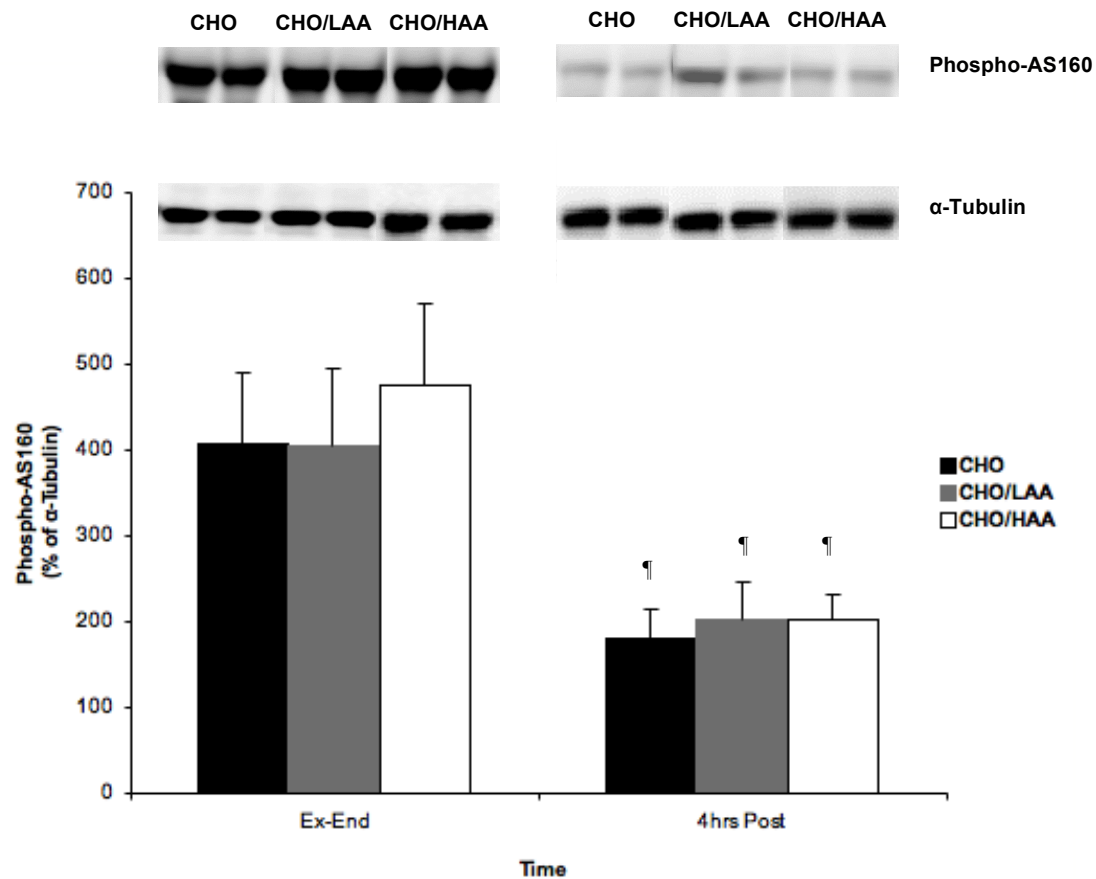 CHO CHO/LAA CHO/HAA CHO CHO/LAA CHO/HAA
Phospho-AS160
α-Tubulin
700
600
500
400
300
200
100
0
Phospho-AS160
(% of α-Tubulin)
¶ ¶ ¶
CHO
CHO/LAA
CHO/HAA
Ex-End 4hrs Post
Time